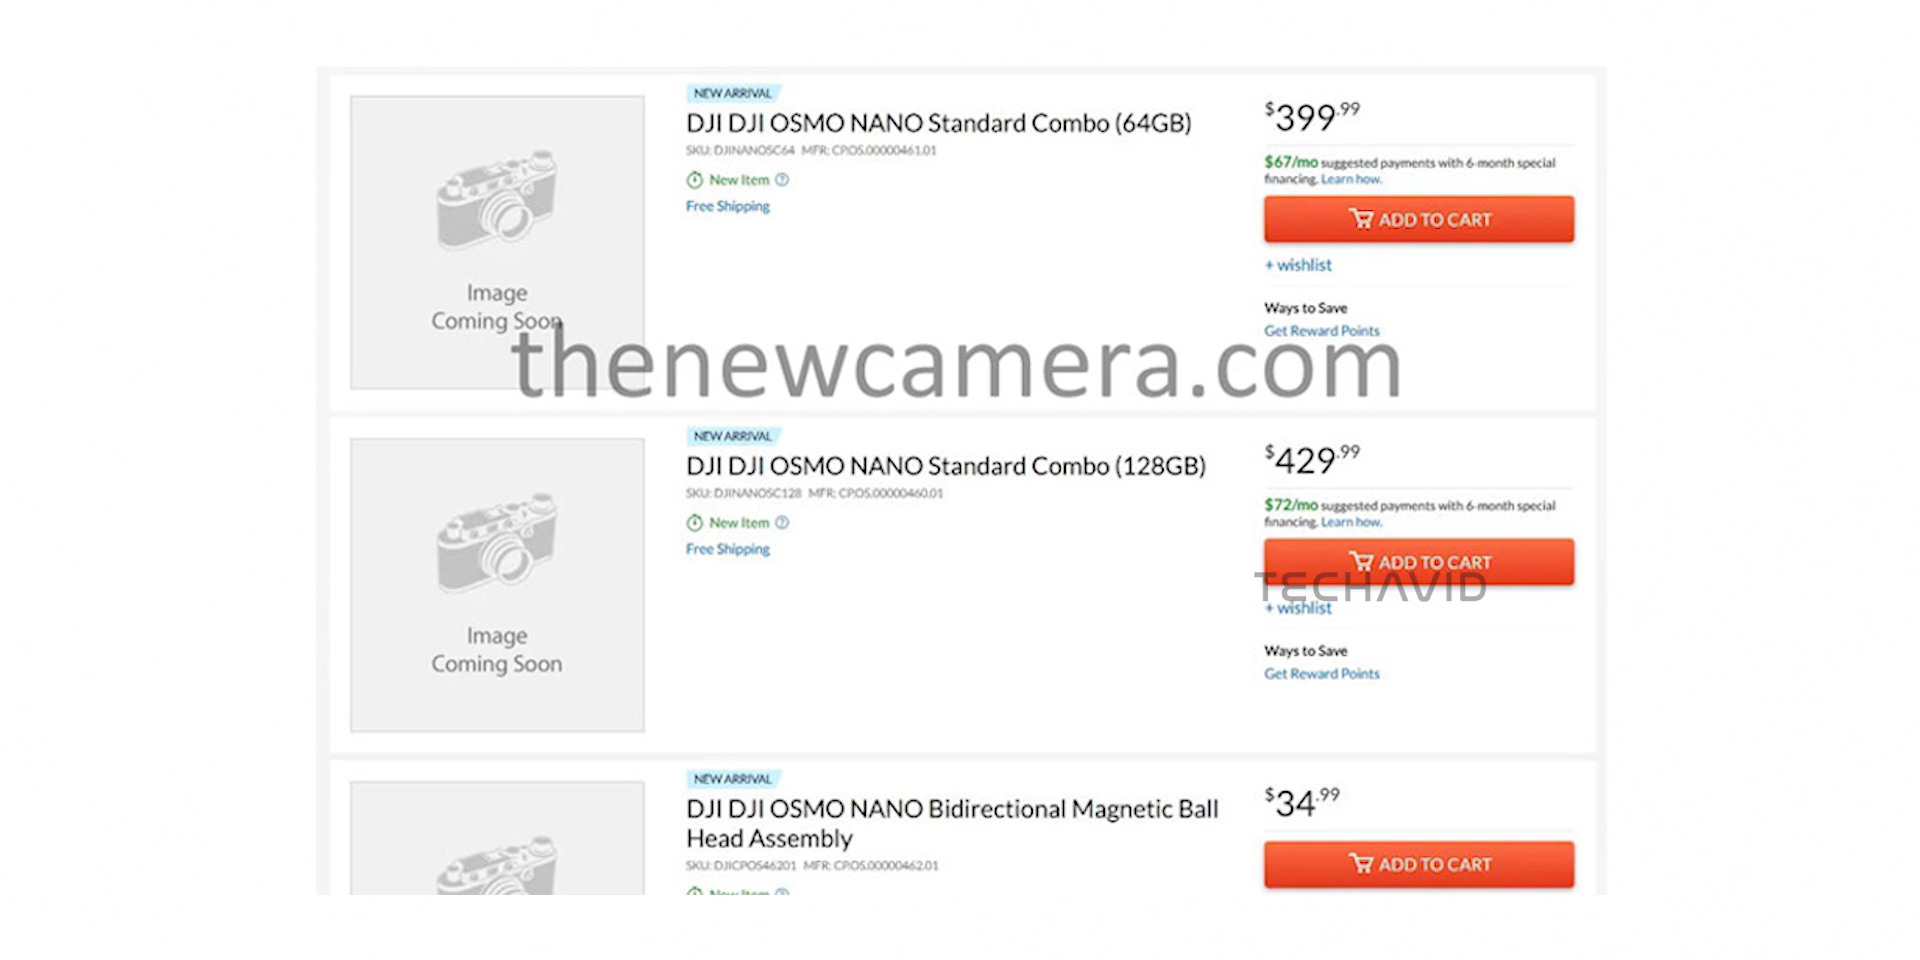 NEW ARRIVAL
DJI DJI OSMO NANO Standard Combo (64GB)
SKU: DJINANOSC64 MFR: CP.OS.00000461.01
New Item
Free Shipping
Image
Coming Soon
$399.99
$67/mo suggested payments with 6-month special
financing. Learn how.
ADD TO CART
+ wishlist
Ways to Save
Get Reward Points
thenewcamera.com
NEW ARRIVAL
DJI DJI OSMO NANO Standard Combo (128GB)
SKU: DJINANOSC128 MFR: CP.OS.00000460.01
New Item
Free Shipping
Image
Coming Soon
$429.99
$72/mo suggested payments with 6-month special
financing. Learn how.
ADD TO CART
TECHAVID
+ wishlist
Ways to Save
Get Reward Points
NEW ARRIVAL
DJI DJI OSMO NANO Bidirectional Magnetic Ball
Head Assembly
SKU: DJICPOS46201 MFR: CP.OS.00000462.01
New Item
$34.99
ADD TO CART